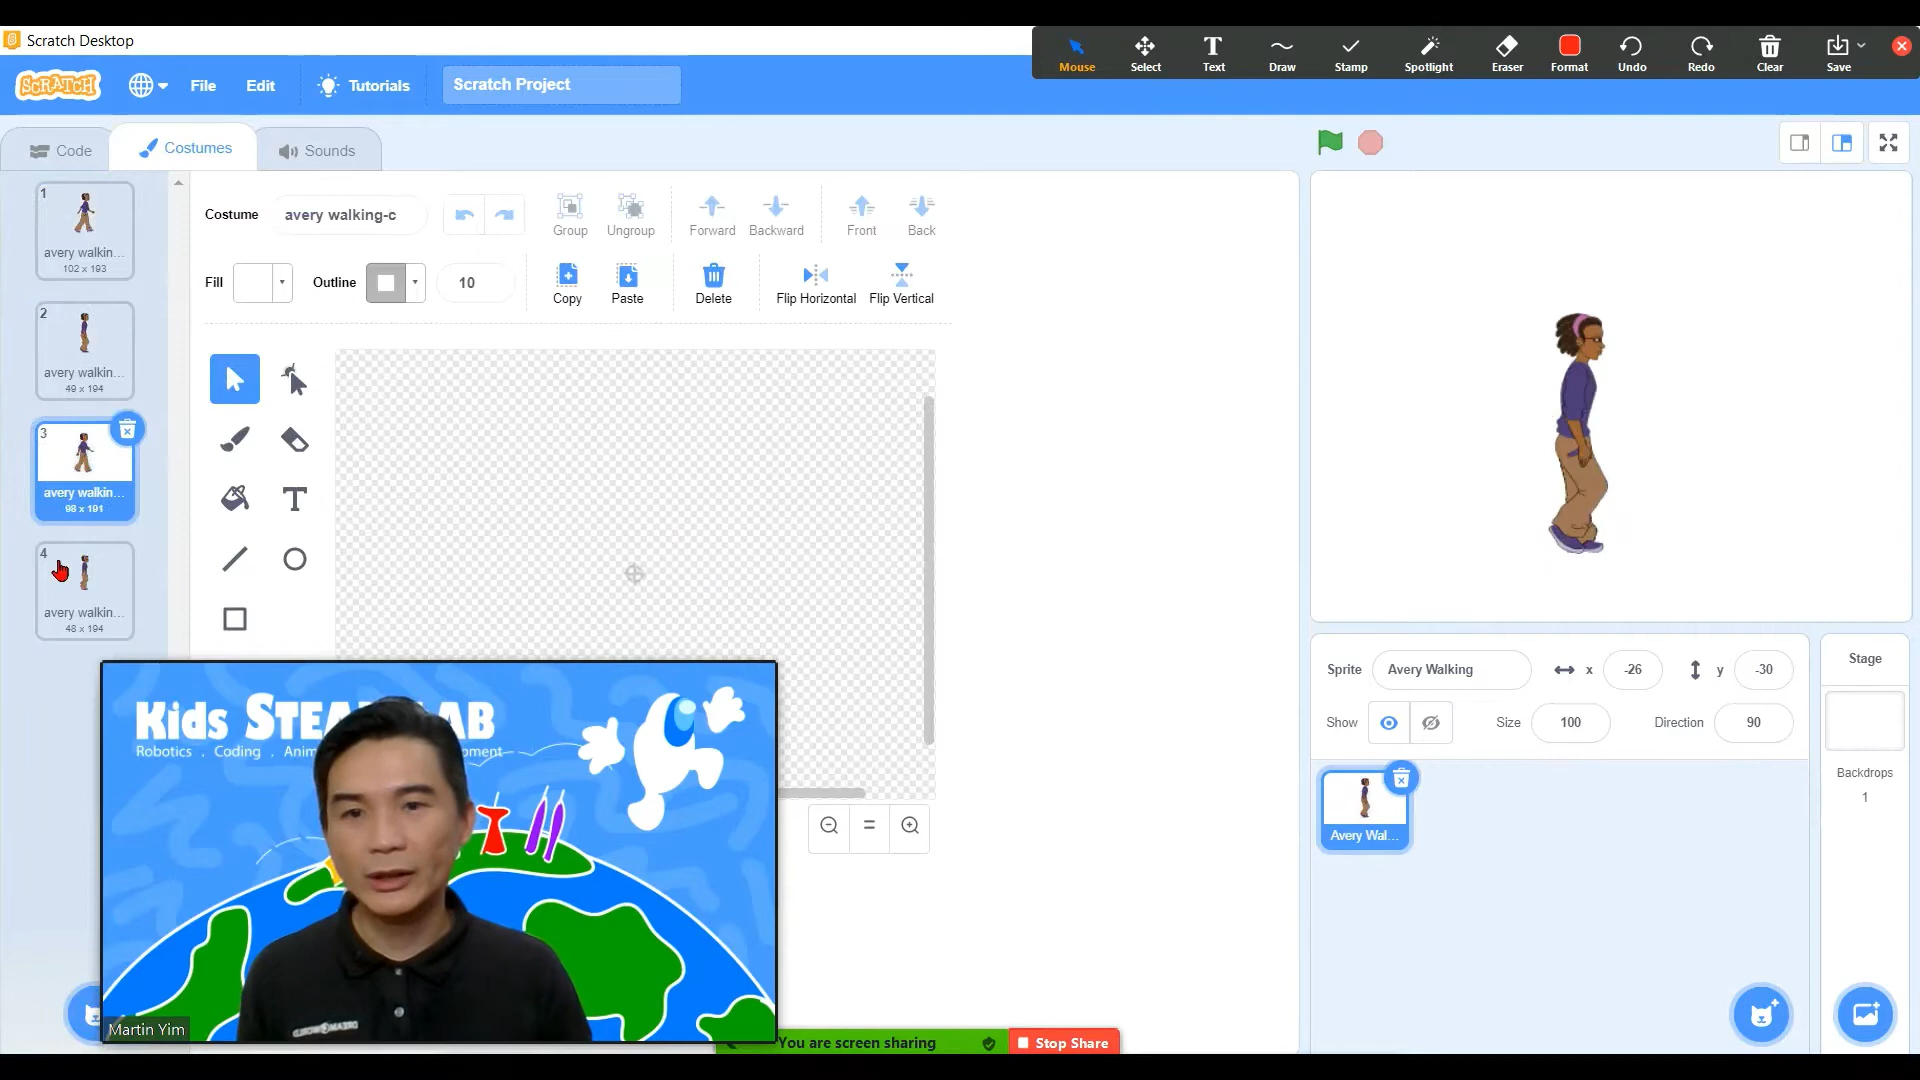 Scratch Desktop
Mouse
Select
Text
Draw
Stamp
Spotlight
Eraser
Format
Undo
Redo
Clear
Save
SCRATCH
File
Edit
Tutorials
Scratch Project
Code
Costumes
Sounds
1
avery walkin...
102 x 193
2
avery walkin...
49 x 194
3
avery walkin...
98 x 191
4
avery walkin...
48 x 194
Costume
avery walking-c
Group
Ungroup
Forward
Backward
Front
Back
Fill
Outline
10
Copy
Paste
Delete
Flip Horizontal
Flip Vertical
T
Sprite
Avery Walking
x
-26
y
-30
Show
Size
100
Direction
90
Avery Wal...
Stage
Backdrops
1
Kids
Robotics . Coding .
Martin Yim
You are screen sharing
Stop Share